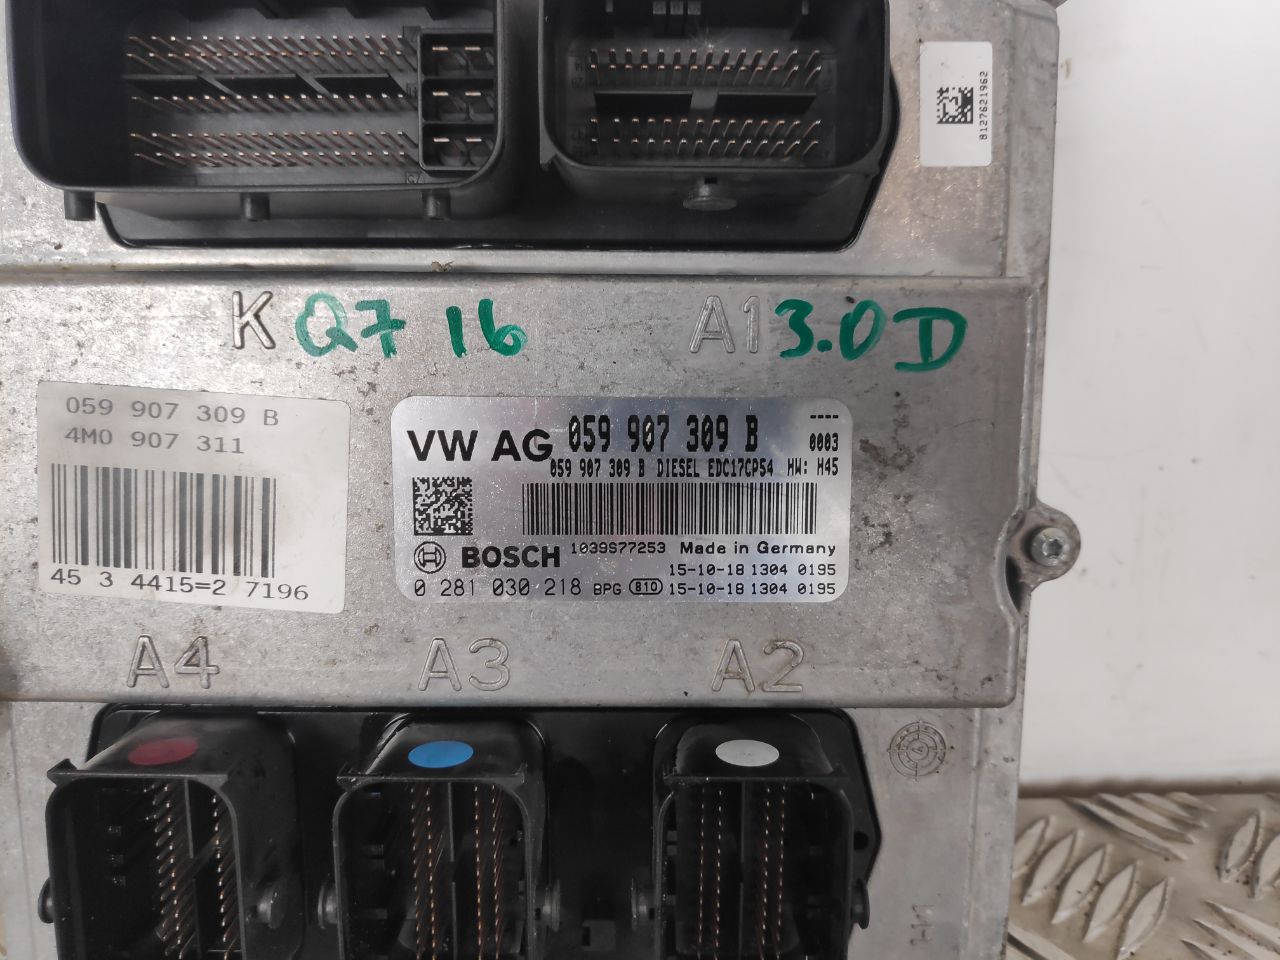 8127621962
K Q7 16 A1 3.0D
059 907 309 B
4M0 907 311
45 3 4415=2 7196
VW AG 059 907 309 B ----
0003
059 907 309 B DIESEL EDC17CP54 HW: H45
BOSCH 1039S77253 Made in Germany
15-10-18 1304 0195
0 281 030 218 BPG 810 15-10-18 1304 0195
A4 A3 A2